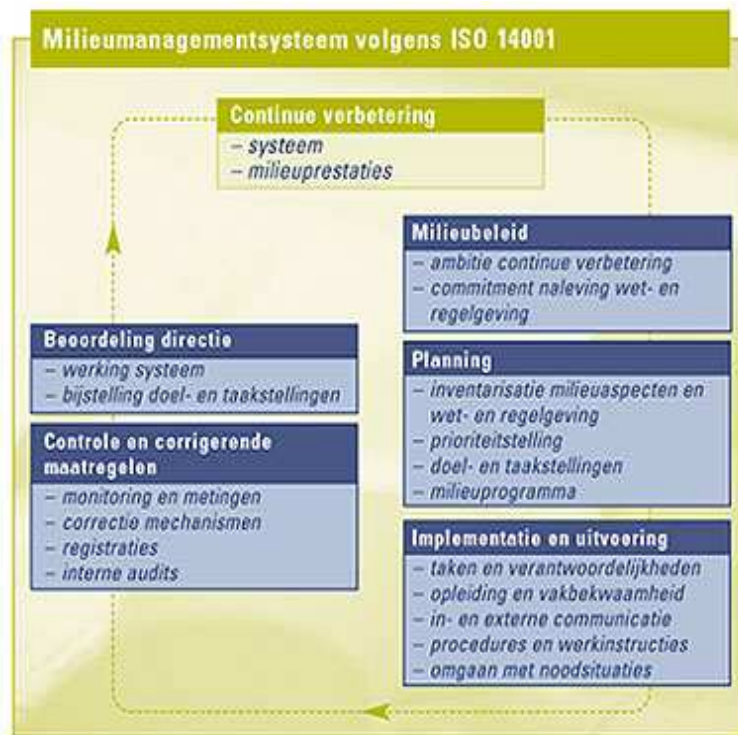 Milieumanagementsysteem volgens ISO 14001
Continue verbetering
– systeem
– milieuprestaties
Milieubeleid
– ambitie continue verbetering
– commitment naleving wet- en
regelgeving
Beoordeling directie
– werking systeem
– bijstelling doel- en taakstellingen
Planning
– inventarisatie milieuaspecten en
wet- en regelgeving
– prioriteitstelling
– doel- en taakstellingen
– milieuprogramma
Controle en corrigerende
maatregelen
– monitoring en metingen
– correctie mechanismen
– registraties
– interne audits
Implementatie en uitvoering
– taken en verantwoordelijkheden
– opleiding en vakbekwaamheid
– in- en externe communicatie
– procedures en werkinstructies
– omgaan met noodsituaties